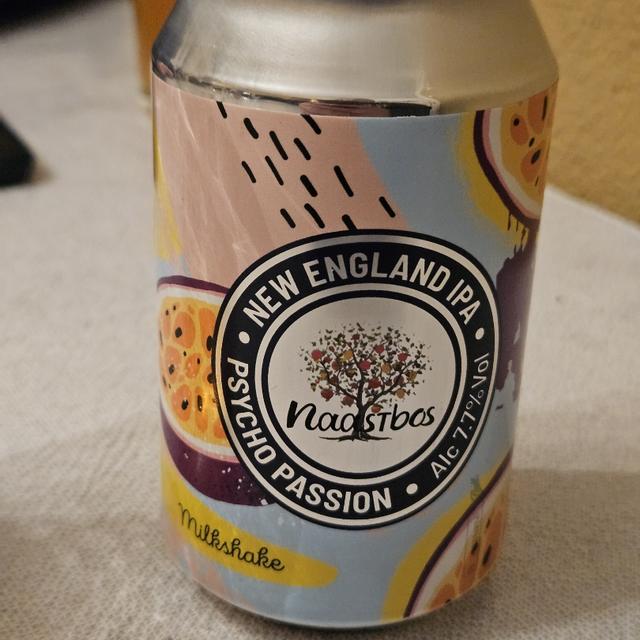 NEW ENGLAND IPA
Naastbos
PSYCHO PASSION
Alc 7.7% Vol
Milkshake